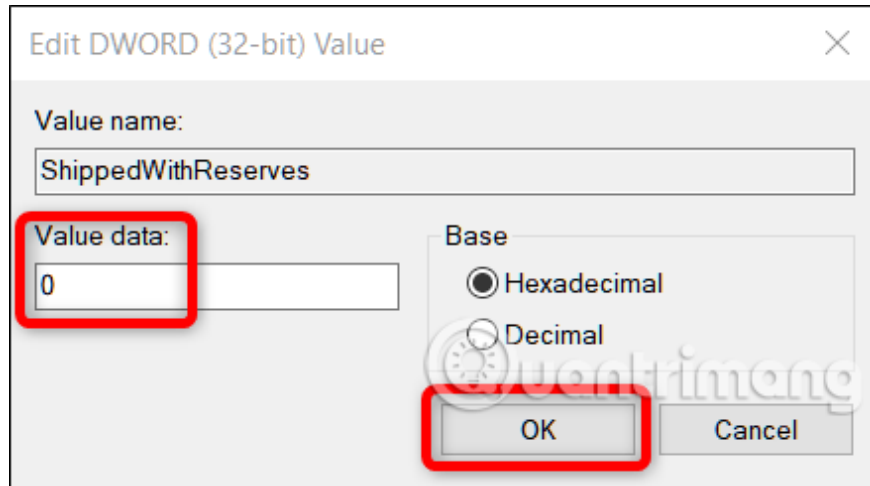 Edit DWORD (32-bit) Value
Value name:
ShippedWithReserves
Value data:
0
Base
Hexadecimal
Decimal
Quantrimang
OK
Cancel